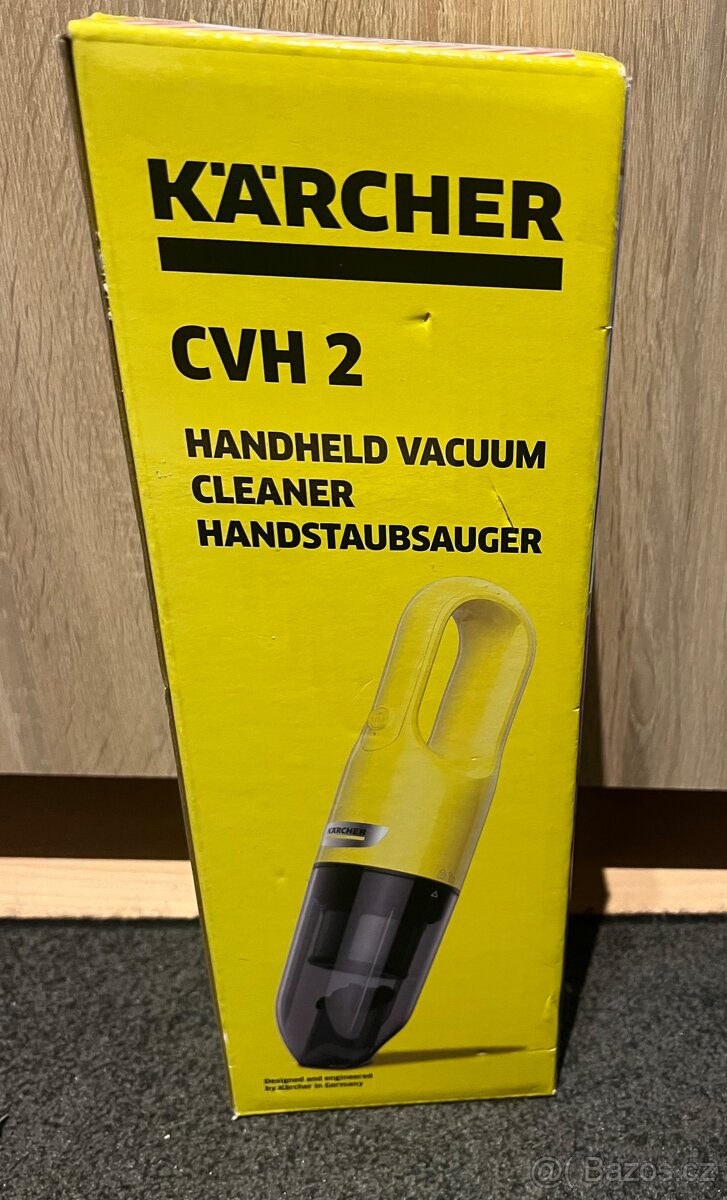 KÄRCHER
CVH 2
HANDHELD VACUUM
CLEANER
HANDSTAUBSAUGER
KÄRCHER
Designed and engineered
by Kärcher in Germany
@( Bazos.cz